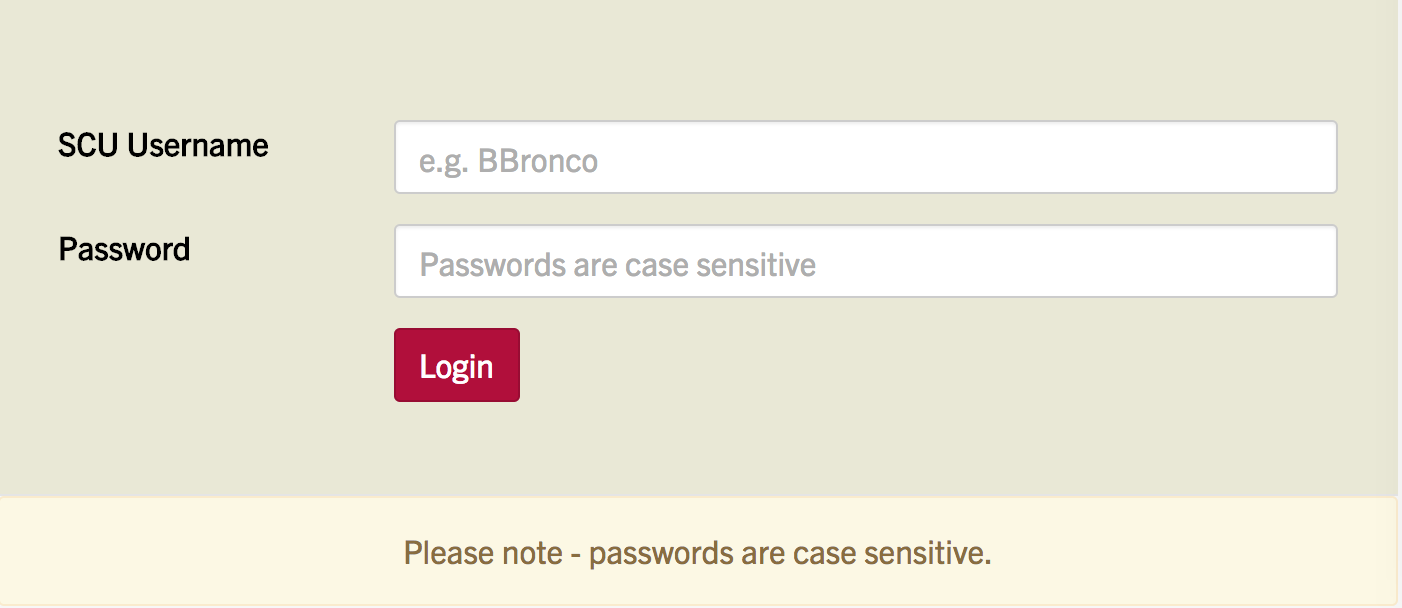 SCU Username
e.g. BBronco
Password
Passwords are case sensitive
Login
Please note - passwords are case sensitive.